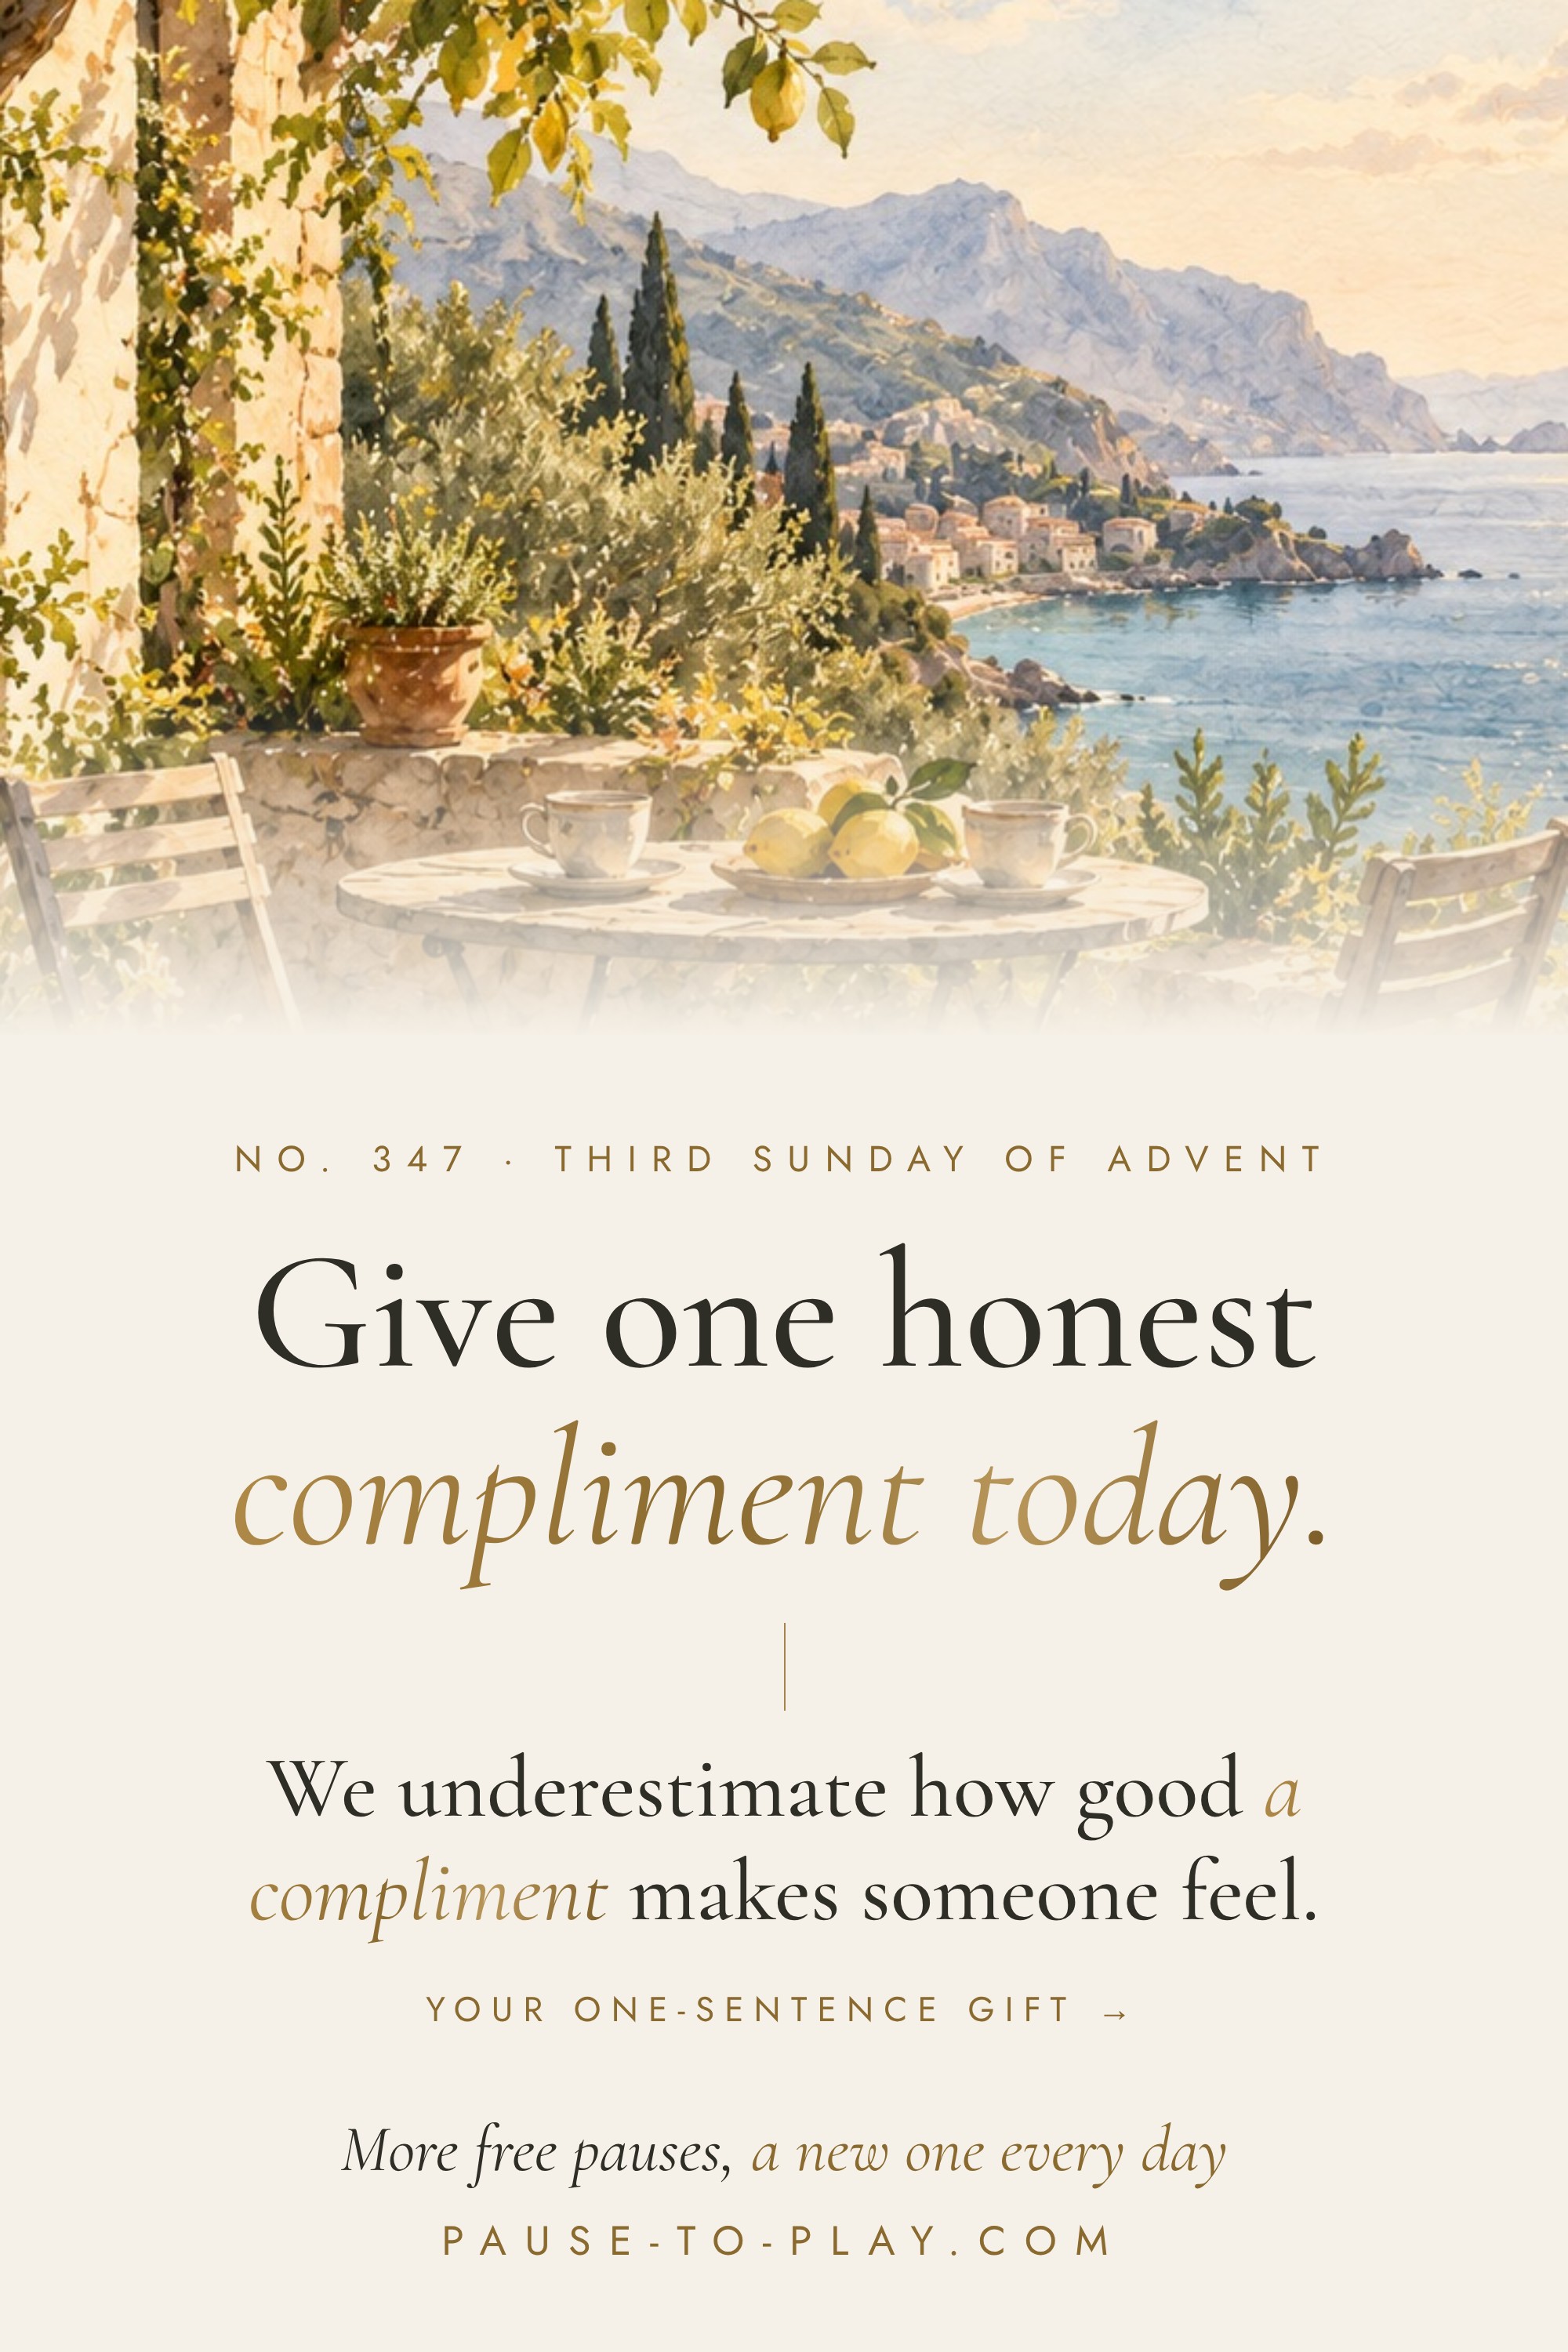 NO. 347 · THIRD SUNDAY OF ADVENT
Give one honest
compliment today.
We underestimate how good a
compliment makes someone feel.
YOUR ONE-SENTENCE GIFT →
More free pauses, a new one every day
PAUSE-TO-PLAY.COM